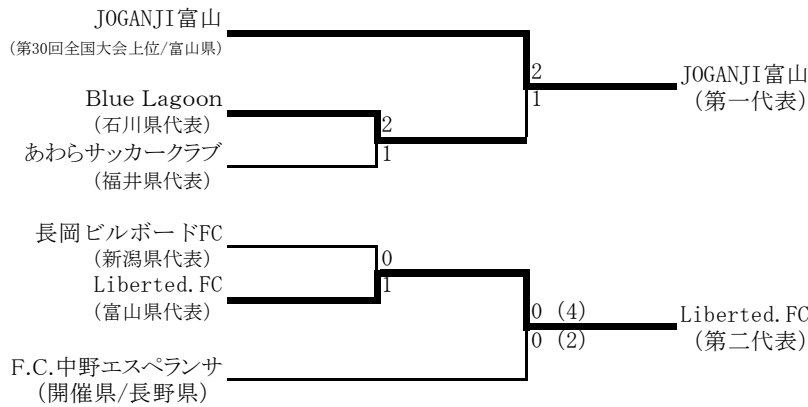 JOGANJI富山
(第30回全国大会上位/富山県)
Blue Lagoon
(石川県代表)
あわらサッカークラブ
(福井県代表)
2
1
2
1
JOGANJI富山
(第一代表)
長岡ビルボードFC
(新潟県代表)
Liberted.FC
(富山県代表)
F.C.中野エスペランサ
(開催県/長野県)
0
1
0 (4)
0 (2)
Liberted.FC
(第二代表)